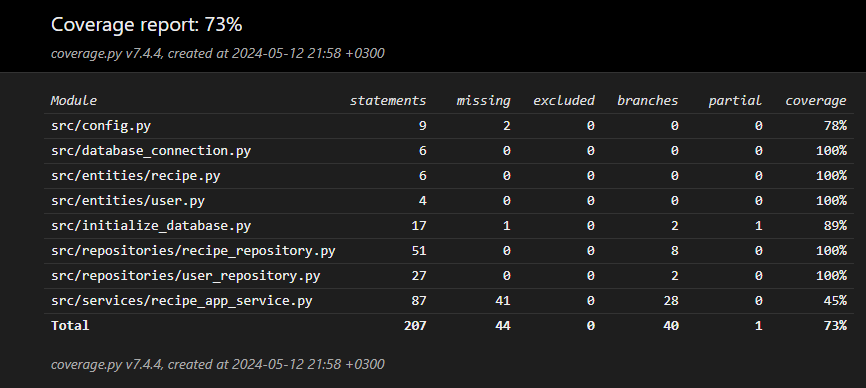 Coverage report: 73%
coverage.py v7.4.4, created at 2024-05-12 21:58 +0300
Module statements missing excluded branches partial coverage
src/config.py 9 2 0 0 0 78%
src/database_connection.py 6 0 0 0 0 100%
src/entities/recipe.py 6 0 0 0 0 100%
src/entities/user.py 4 0 0 0 0 100%
src/initialize_database.py 17 1 0 2 1 89%
src/repositories/recipe_repository.py 51 0 0 8 0 100%
src/repositories/user_repository.py 27 0 0 2 0 100%
src/services/recipe_app_service.py 87 41 0 28 0 45%
Total 207 44 0 40 1 73%
coverage.py v7.4.4, created at 2024-05-12 21:58 +0300